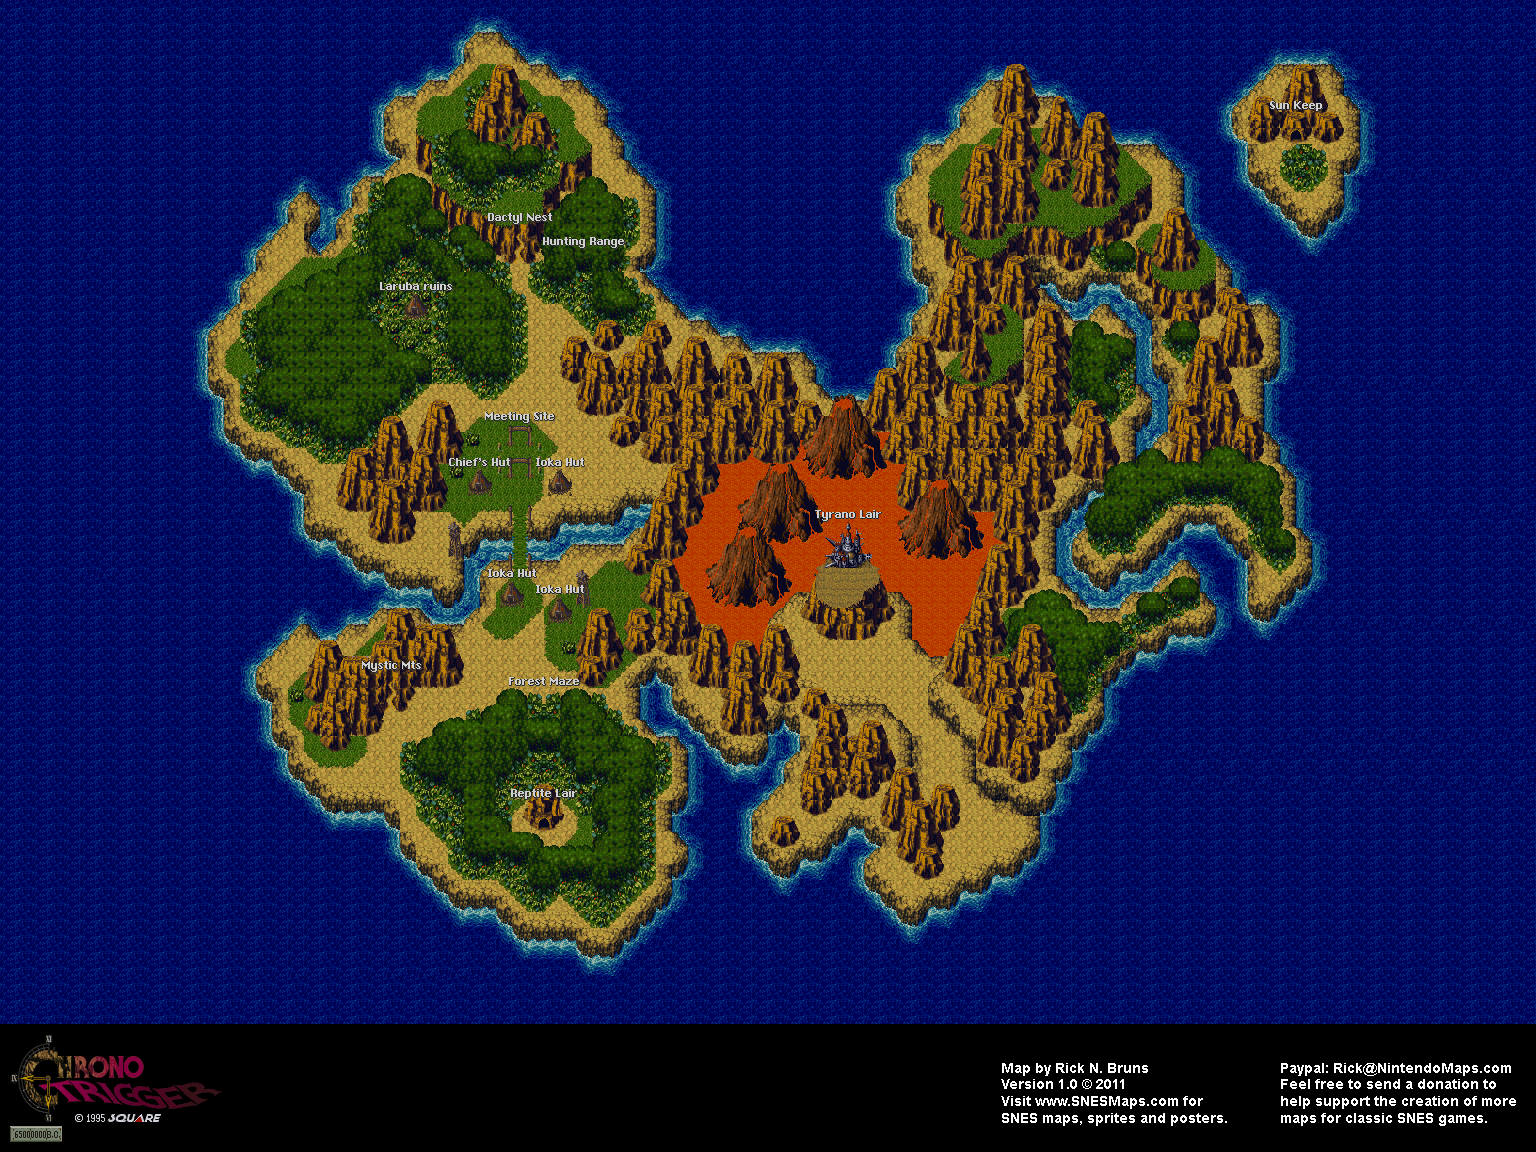 Sun Keep
Dactyl Nest
Hunting Range
Laruba ruins
Meeting Site
Chief's Hut
Ioka Hut
Tyrano Lair
Ioka Hut
Ioka Hut
Mystic Mts
Forest Maze
Reptite Lair
CHRONO
TRIGGER
© 1995 SQUARE
65000000B.C.
Map by Rick N. Bruns
Version 1.0 © 2011
Visit www.SNESMaps.com for
SNES maps, sprites and posters.
Paypal: Rick@NintendoMaps.com
Feel free to send a donation to
help support the creation of more
maps for classic SNES games.